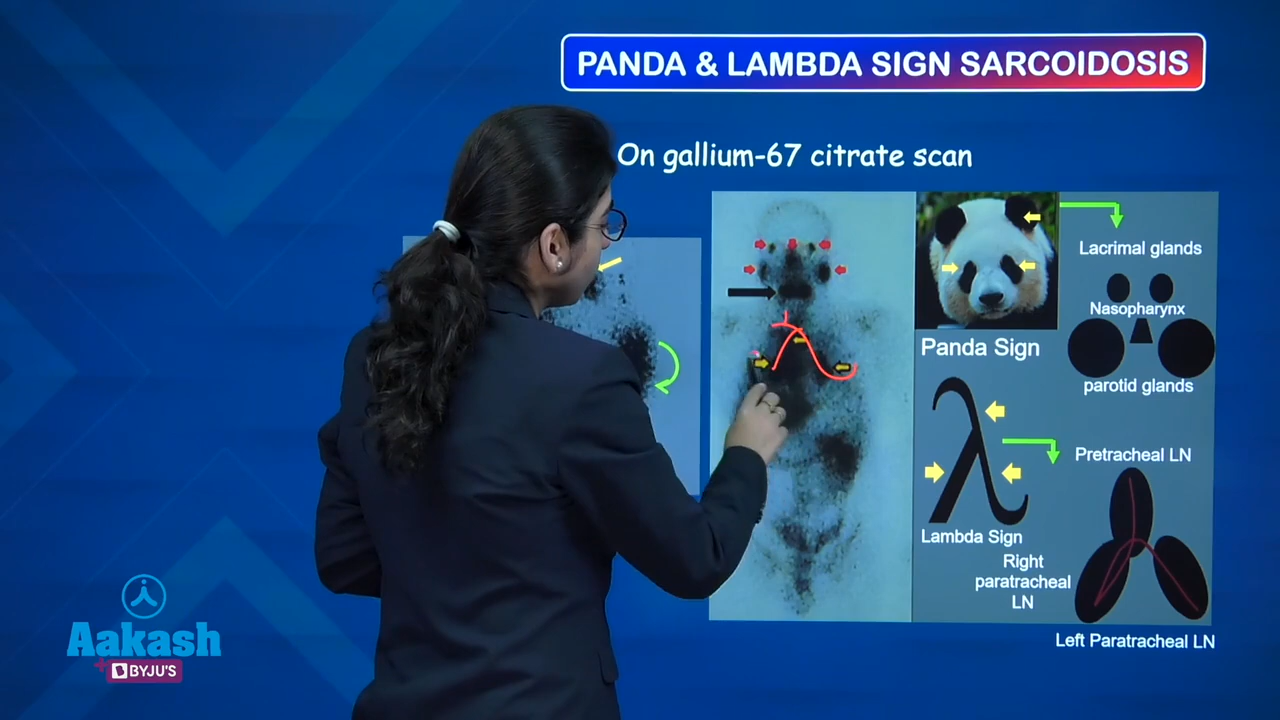 PANDA & LAMBDA SIGN SARCOIDOSIS
On gallium-67 citrate scan
Lacrimal glands
Nasopharynx
Panda Sign
parotid glands
Pretracheal LN
Lambda Sign
Right
paratracheal
LN
Left Paratracheal LN
Aakash
+ BYJU'S